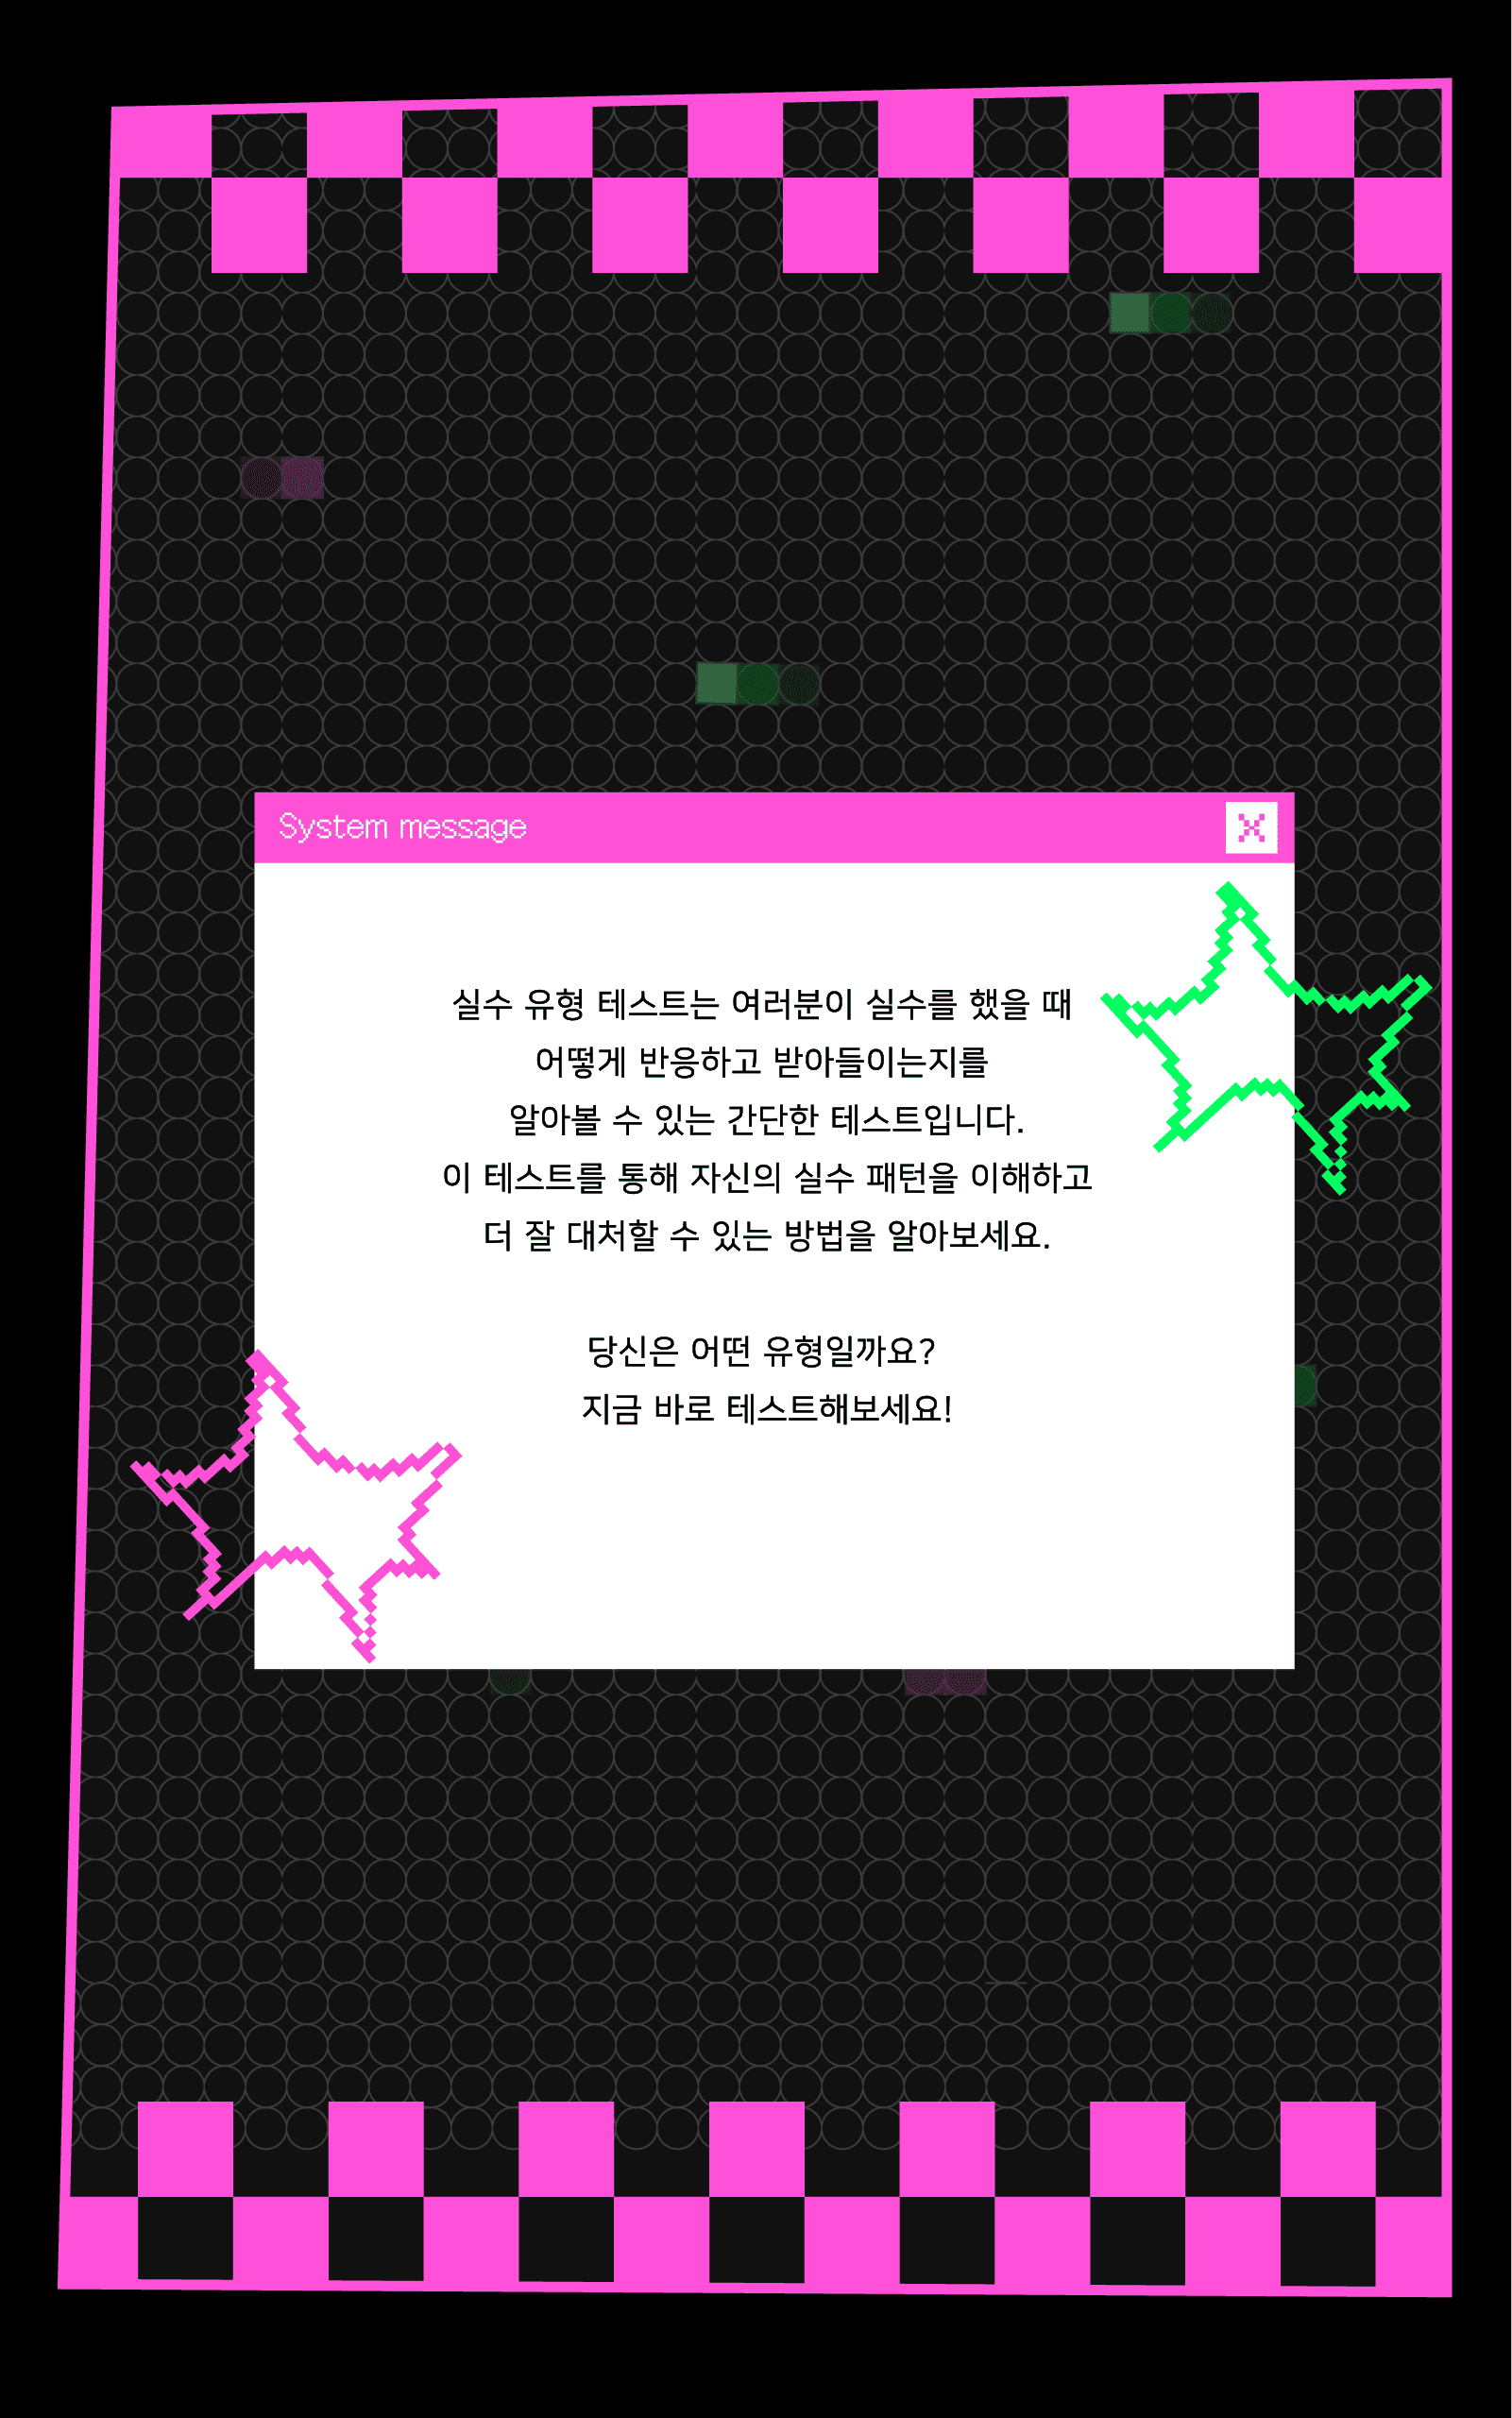 System message
실수 유형 테스트는 여러분이 실수를 했을 때
어떻게 반응하고 받아들이는지를
알아볼 수 있는 간단한 테스트입니다.
이 테스트를 통해 자신의 실수 패턴을 이해하고
더 잘 대처할 수 있는 방법을 알아보세요.
당신은 어떤 유형일까요?
지금 바로 테스트해보세요!